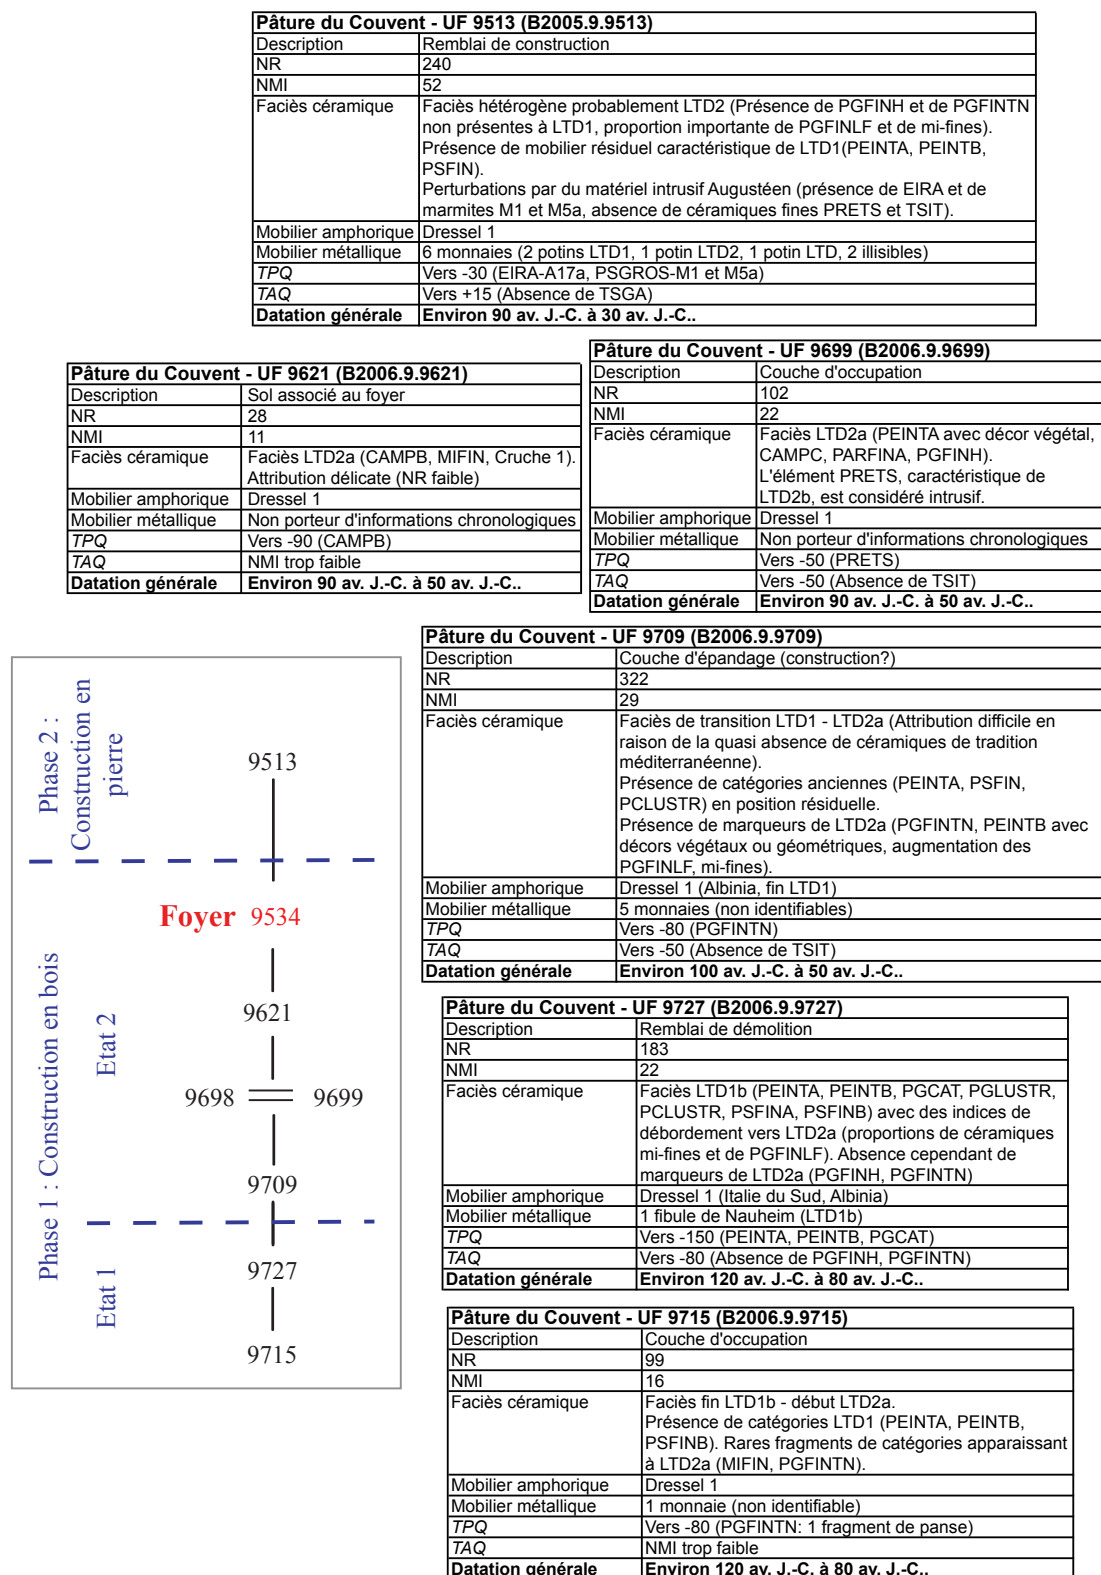 Pâture du Couvent - UF 9513 (B2005.9.9513)
Description Remblai de construction
NR 240
NMI 52
Faciès céramique Faciès hétérogène probablement LTD2 (Présence de PGFINH et de PGFINTN
non présentes à LTD1, proportion importante de PGFINLF et de mi-fines).
Présence de mobilier résiduel caractéristique de LTD1(PEINTA, PEINTB,
PSFIN).
Perturbations par du matériel intrusif Augustéen (présence de EIRA et de
marmites M1 et M5a, absence de céramiques fines PRETS et TSIT).
Mobilier amphorique Dressel 1
Mobilier métallique 6 monnaies (2 potins LTD1, 1 potin LTD2, 1 potin LTD, 2 illisibles)
TPQ Vers -30 (EIRA-A17a, PSGROS-M1 et M5a)
TAQ Vers +15 (Absence de TSGA)
Datation générale Environ 90 av. J.-C. à 30 av. J.-C..
Pâture du Couvent - UF 9621 (B2006.9.9621)
Description Sol associé au foyer
NR 28
NMI 11
Faciès céramique Faciès LTD2a (CAMPB, MIFIN, Cruche 1).
Attribution délicate (NR faible)
Mobilier amphorique Dressel 1
Mobilier métallique Non porteur d'informations chronologiques
TPQ Vers -90 (CAMPB)
TAQ NMI trop faible
Datation générale Environ 90 av. J.-C. à 50 av. J.-C..
Pâture du Couvent - UF 9699 (B2006.9.9699)
Description Couche d'occupation
NR 102
NMI 22
Faciès céramique Faciès LTD2a (PEINTA avec décor végétal,
CAMPC, PARFINA, PGFINH).
L'élément PRETS, caractéristique de
LTD2b, est considéré intrusif.
Mobilier amphorique Dressel 1
Mobilier métallique Non porteur d'informations chronologiques
TPQ Vers -50 (PRETS)
TAQ Vers -50 (Absence de TSIT)
Datation générale Environ 90 av. J.-C. à 50 av. J.-C..
Pâture du Couvent - UF 9709 (B2006.9.9709)
Description Couche d'épandage (construction?)
NR 322
NMI 29
Faciès céramique Faciès de transition LTD1 - LTD2a (Attribution difficile en
raison de la quasi absence de céramiques de tradition
méditerranéenne).
Présence de catégories anciennes (PEINTA, PSFIN,
PCLUSTR) en position résiduelle.
Présence de marqueurs de LTD2a (PGFINTN, PEINTB avec
décors végétaux ou géométriques, augmentation des
PGFINLF, mi-fines).
Mobilier amphorique Dressel 1 (Albinia, fin LTD1)
Mobilier métallique 5 monnaies (non identifiables)
TPQ Vers -80 (PGFINTN)
TAQ Vers -50 (Absence de TSIT)
Datation générale Environ 100 av. J.-C. à 50 av. J.-C..
Pâture du Couvent - UF 9727 (B2006.9.9727)
Description Remblai de démolition
NR 183
NMI 22
Faciès céramique Faciès LTD1b (PEINTA, PEINTB, PGCAT, PGLUSTR,
PCLUSTR, PSFINA, PSFINB) avec des indices de
débordement vers LTD2a (proportions de céramiques
mi-fines et de PGFINLF). Absence cependant de
marqueurs de LTD2a (PGFINH, PGFINTN)
Mobilier amphorique Dressel 1 (Italie du Sud, Albinia)
Mobilier métallique 1 fibule de Nauheim (LTD1b)
TPQ Vers -150 (PEINTA, PEINTB, PGCAT)
TAQ Vers -80 (Absence de PGFINH, PGFINTN)
Datation générale Environ 120 av. J.-C. à 80 av. J.-C..
Pâture du Couvent - UF 9715 (B2006.9.9715)
Description Couche d'occupation
NR 99
NMI 16
Faciès céramique Faciès fin LTD1b - début LTD2a.
Présence de catégories LTD1 (PEINTA, PEINTB,
PSFINB). Rares fragments de catégories apparaissant
à LTD2a (MIFIN, PGFINTN).
Mobilier amphorique Dressel 1
Mobilier métallique 1 monnaie (non identifiable)
TPQ Vers -80 (PGFINTN: 1 fragment de panse)
TAQ NMI trop faible
Datation générale Environ 120 av. J.-C. à 80 av. J.-C..
Phase 2 :
Construction en
pierre
9513
Foyer 9534
Phase 1 : Construction en bois
Etat 2
9621
9698 9699
9709
Etat 1
9727
9715